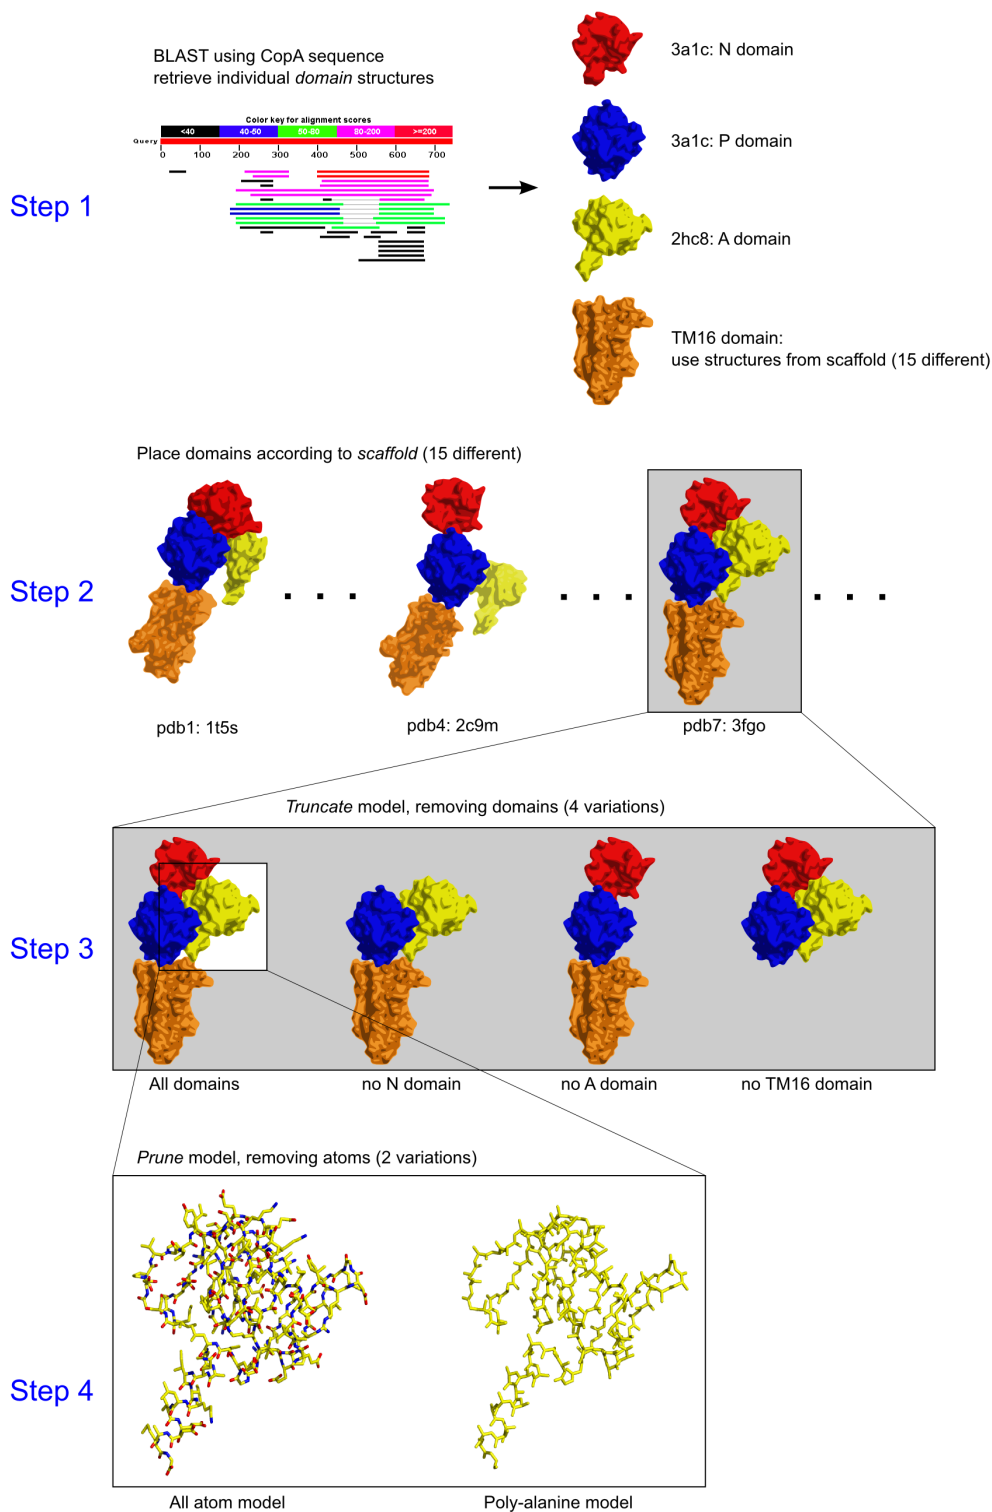 BLAST using CopA sequence
retrieve individual domain structures
Color key for alignment scores
<40 40-50 50-60 80-200 >=200
Query
0 100 200 300 400 500 600 700
Step 1
3a1c: N domain
3a1c: P domain
2hc8: A domain
TM16 domain:
use structures from scaffold (15 different)
Place domains according to scaffold (15 different)
Step 2
pdb1: 1t5s
pdb4: 2c9m
pdb7: 3fgo
Truncate model, removing domains (4 variations)
Step 3
All domains
no N domain
no A domain
no TM16 domain
Prune model, removing atoms (2 variations)
Step 4
All atom model
Poly-alanine model